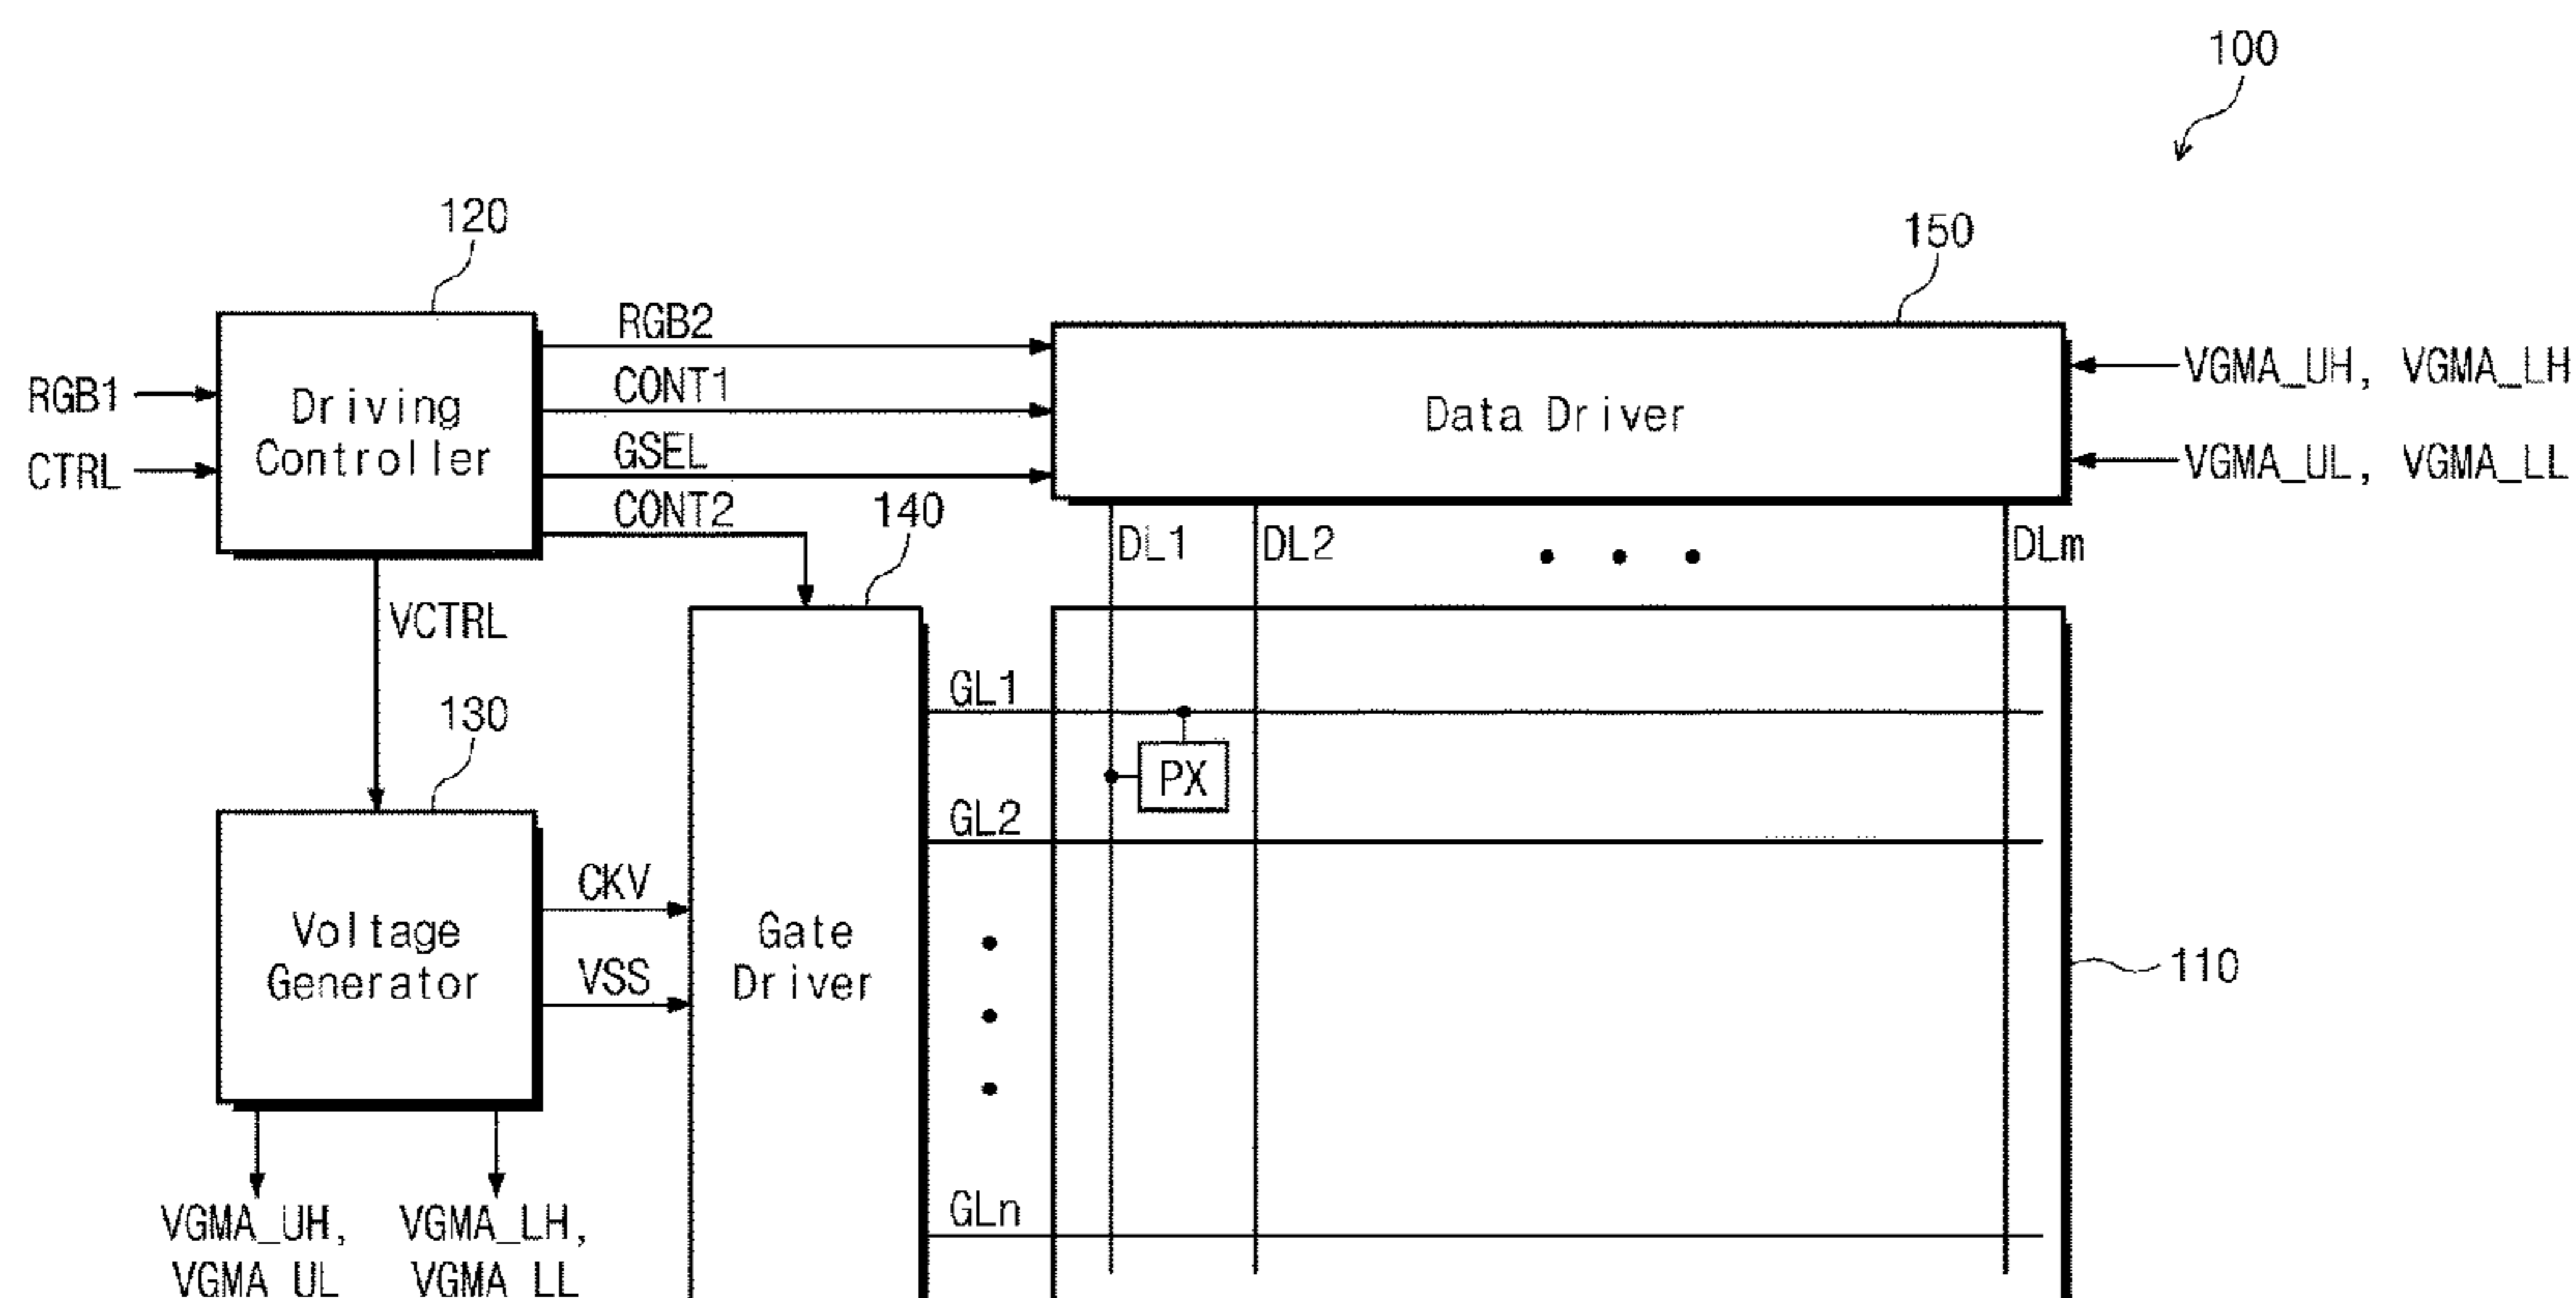 100
120
150
RGB2
RGB1
CONT1
Driving
Controller
Data Driver
VGMA_UH, VGMA_LH
CTRL
GSEL
VGMA_UL, VGMA_LL
CONT2
140
DL1
DL2
DLm
VCTRL
GL1
130
PX
GL2
CKV
Voltage
Generator
Gate
Driver
VSS
110
GLn
VGMA_UH,
VGMA_UL
VGMA_LH,
VGMA_LL